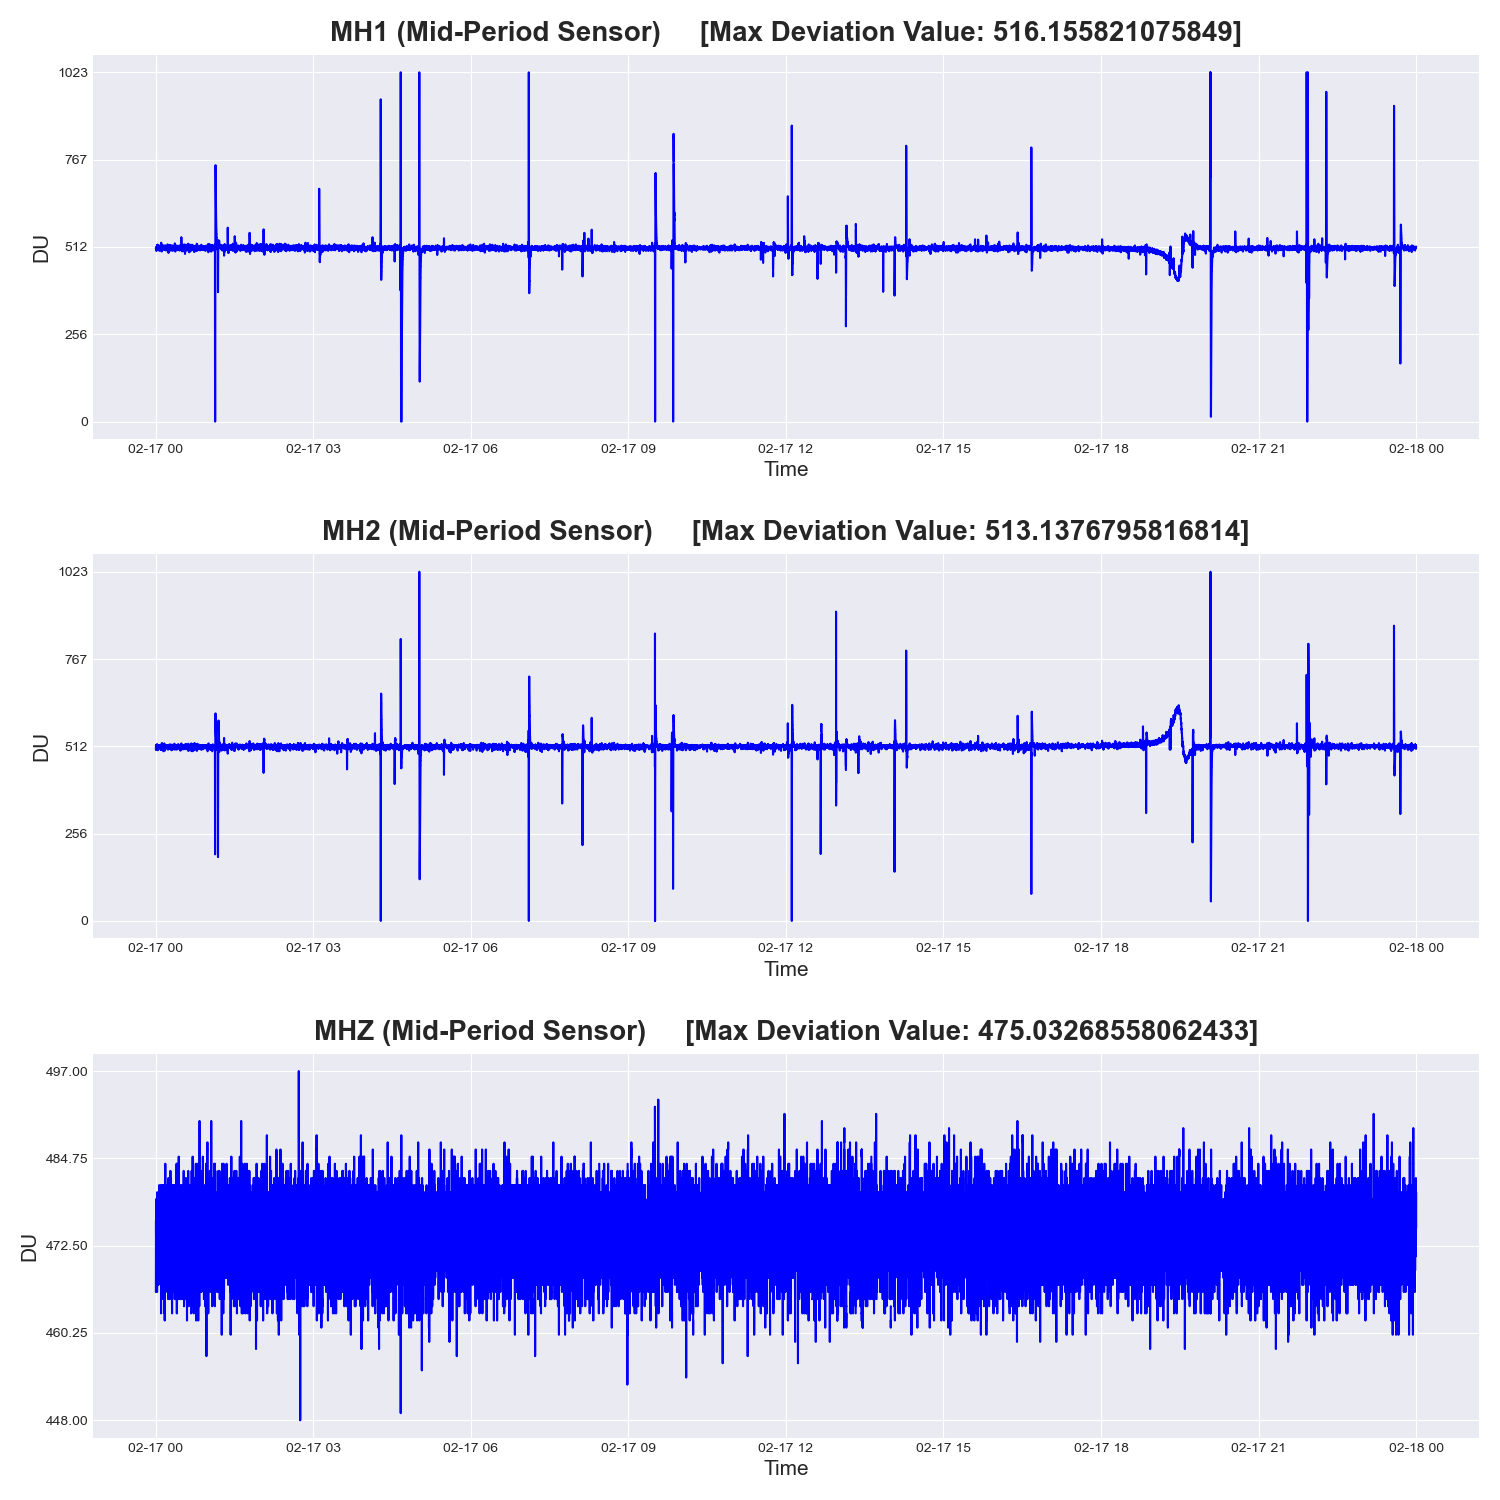 MH1 (Mid-Period Sensor) [Max Deviation Value: 516.155821075849]
1023
767
512
256
0
DU
02-17 00 02-17 03 02-17 06 02-17 09 02-17 12 02-17 15 02-17 18 02-17 21 02-18 00
Time
MH2 (Mid-Period Sensor) [Max Deviation Value: 513.1376795816814]
1023
767
512
256
0
DU
02-17 00 02-17 03 02-17 06 02-17 09 02-17 12 02-17 15 02-17 18 02-17 21 02-18 00
Time
MHZ (Mid-Period Sensor) [Max Deviation Value: 475.03268558062433]
497.00
484.75
472.50
460.25
448.00
DU
02-17 00 02-17 03 02-17 06 02-17 09 02-17 12 02-17 15 02-17 18 02-17 21 02-18 00
Time